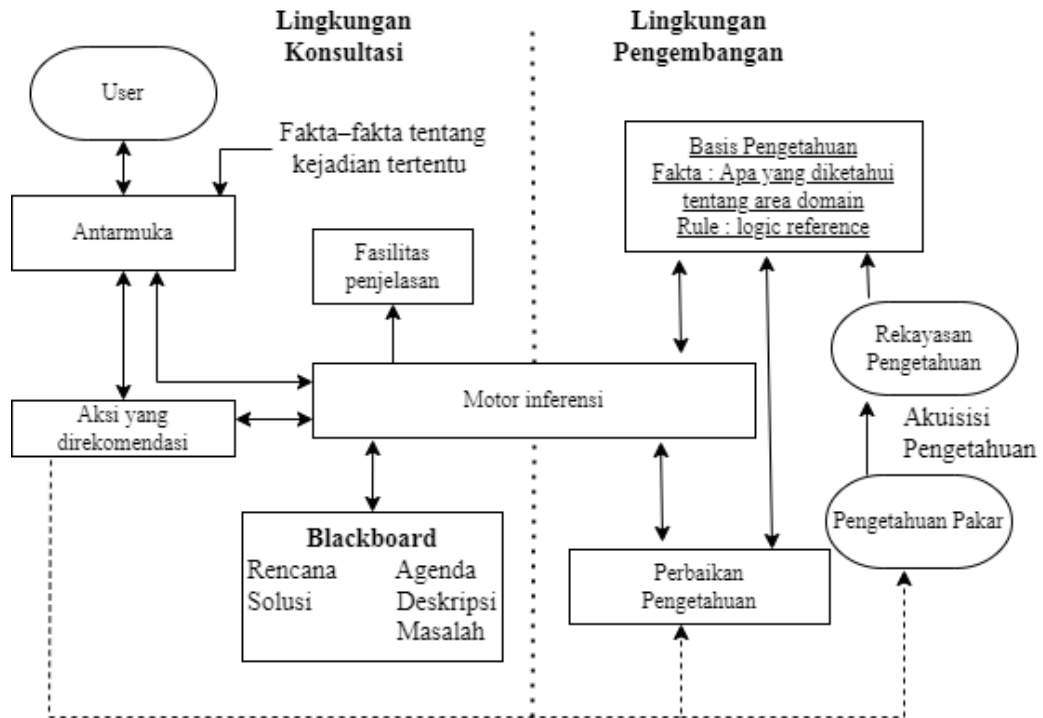 Lingkungan
Konsultasi
Lingkungan
Pengembangan
User
Fakta–fakta tentang
kejadian tertentu
Basis Pengetahuan
Fakta : Apa yang diketahui
tentang area domain
Rule : logic reference
Antarmuka
Fasilitas
penjelasan
Rekayasan
Pengetahuan
Motor inferensi
Aksi yang
direkomendasi
Akuisisi
Pengetahuan
Pengetahuan Pakar
Blackboard
Rencana Agenda
Solusi Deskripsi
Masalah
Perbaikan
Pengetahuan